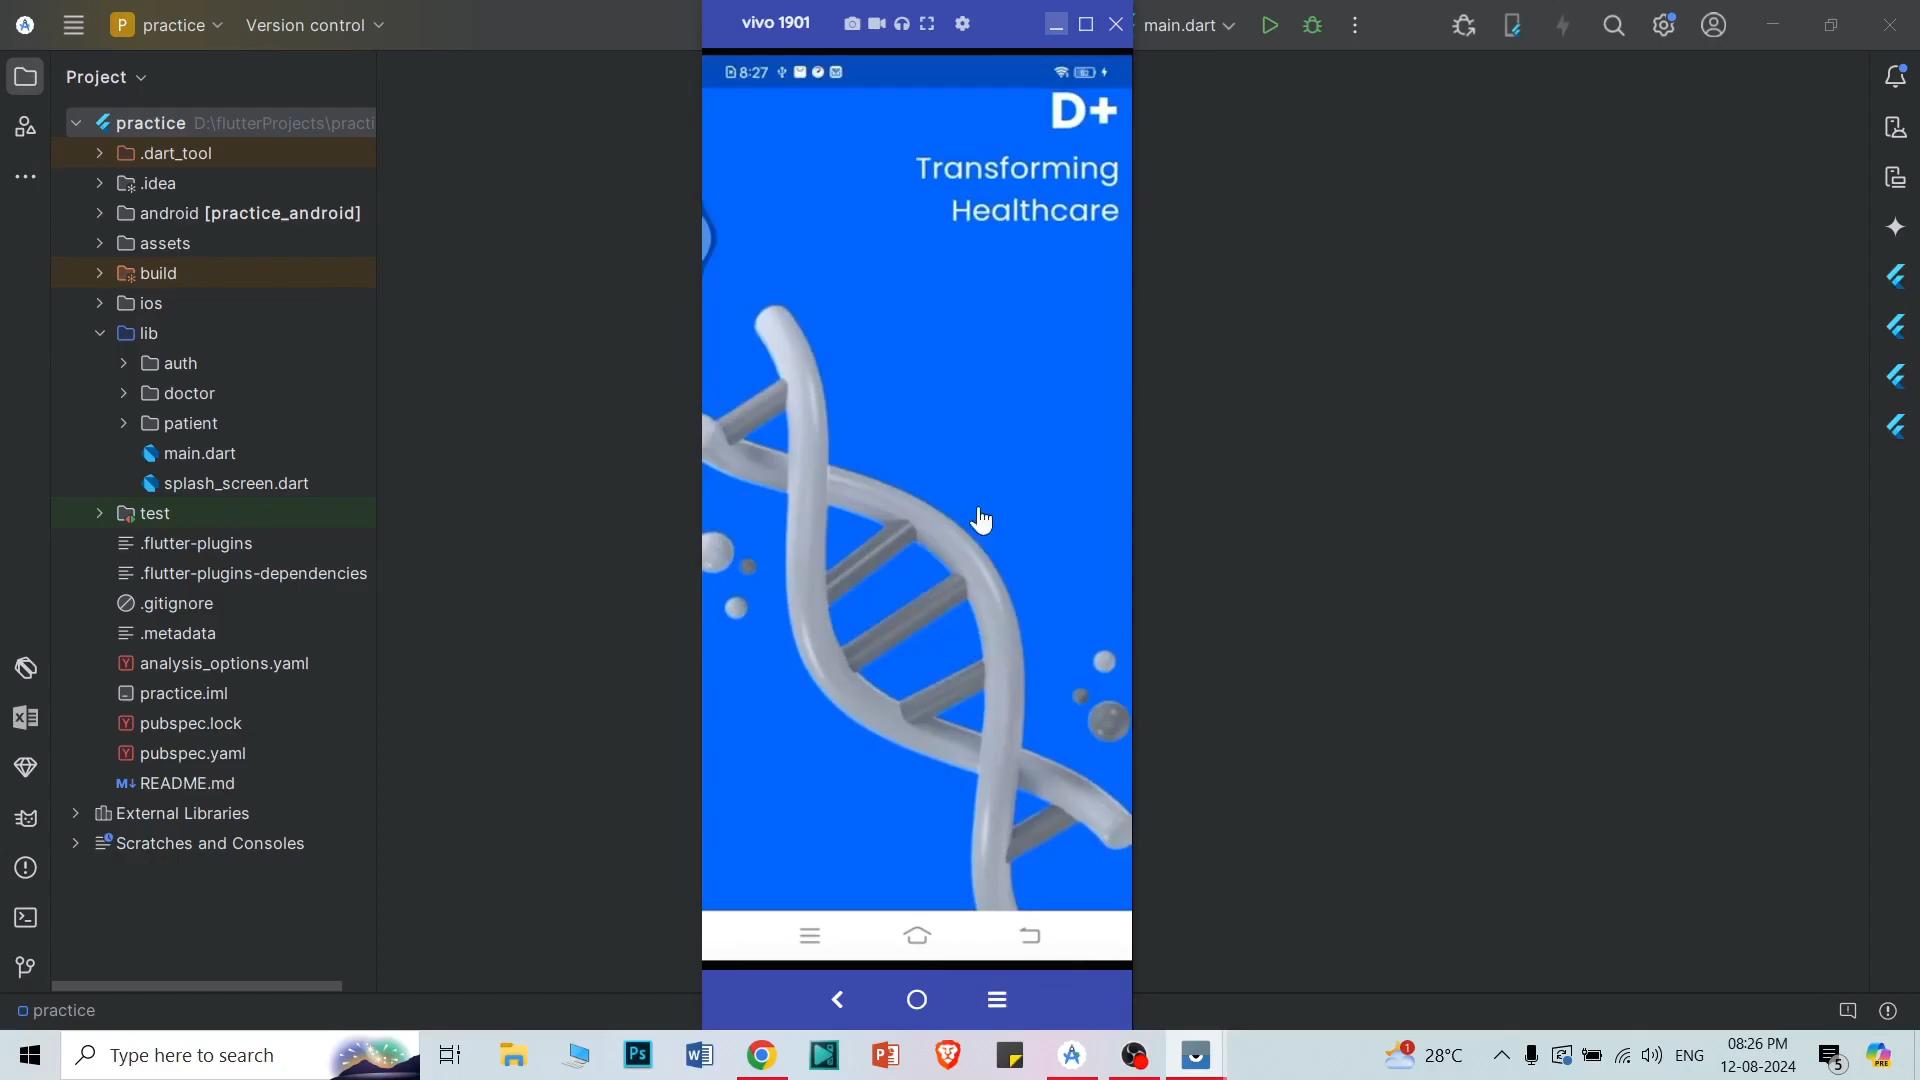 P practice
Version control
vivo 1901
main.dart
Project
practice D:\flutterProjects\practi
.dart_tool
.idea
android [practice_android]
assets
build
ios
lib
auth
doctor
patient
main.dart
splash_screen.dart
test
.flutter-plugins
.flutter-plugins-dependencies
.gitignore
.metadata
Y analysis_options.yaml
practice.iml
Y pubspec.lock
Y pubspec.yaml
M↓ README.md
External Libraries
Scratches and Consoles
practice
8:27
D+
Transforming
Healthcare
Type here to search
Ps
28°C
ENG
08:26 PM
12-08-2024
5
PRE